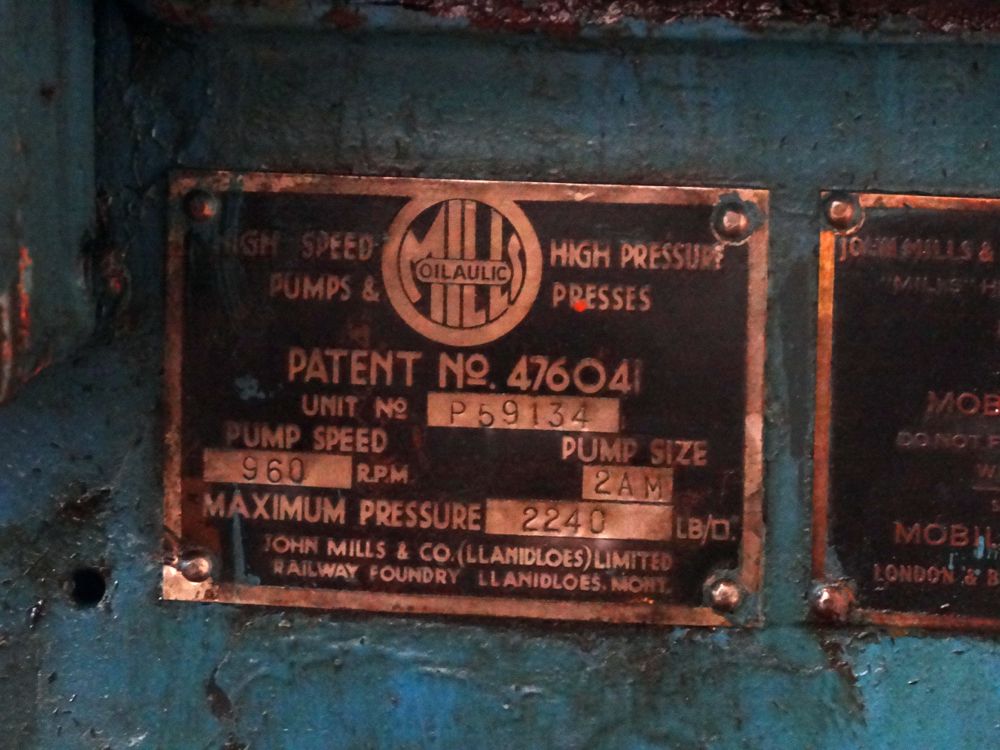 HIGH SPEED
PUMPS &
MILLS
OILAULIC
HIGH PRESSURE
PRESSES
PATENT No. 476041
UNIT No P59134
PUMP SPEED
960 R.P.M.
PUMP SIZE
2AM
MAXIMUM PRESSURE 2240 LB/□.
JOHN MILLS & CO. (LLANIDLOES) LIMITED
RAILWAY FOUNDRY LLANIDLOES, MONT.
JOHN MILLS &
"MILLS" H
MOB
DO NOT
MOBIL
LONDON & B